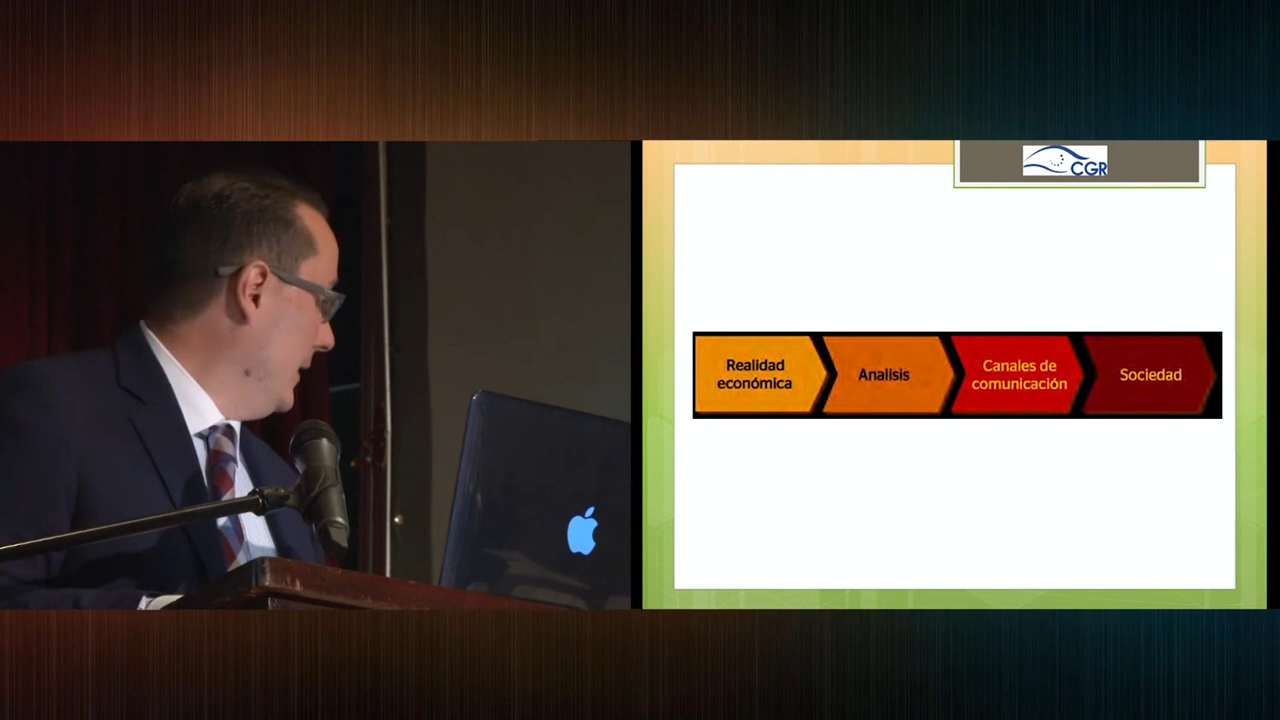 CGR
Realidad
económica
Analisis
Canales de
comunicación
Sociedad